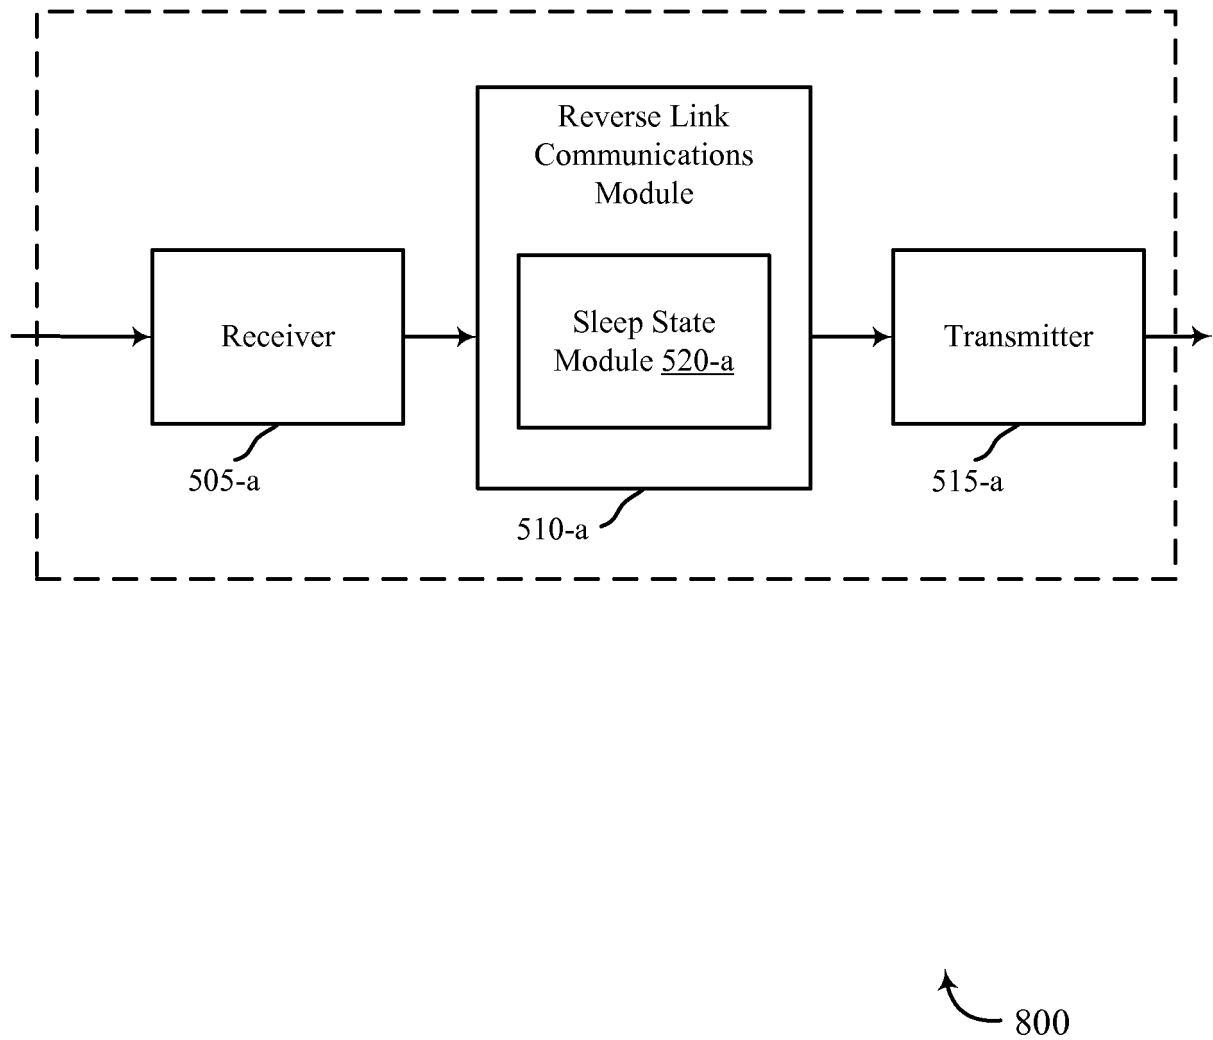 Reverse Link
Communications
Module
Receiver
Sleep State
Module 520-a
Transmitter
505-a
510-a
515-a
800